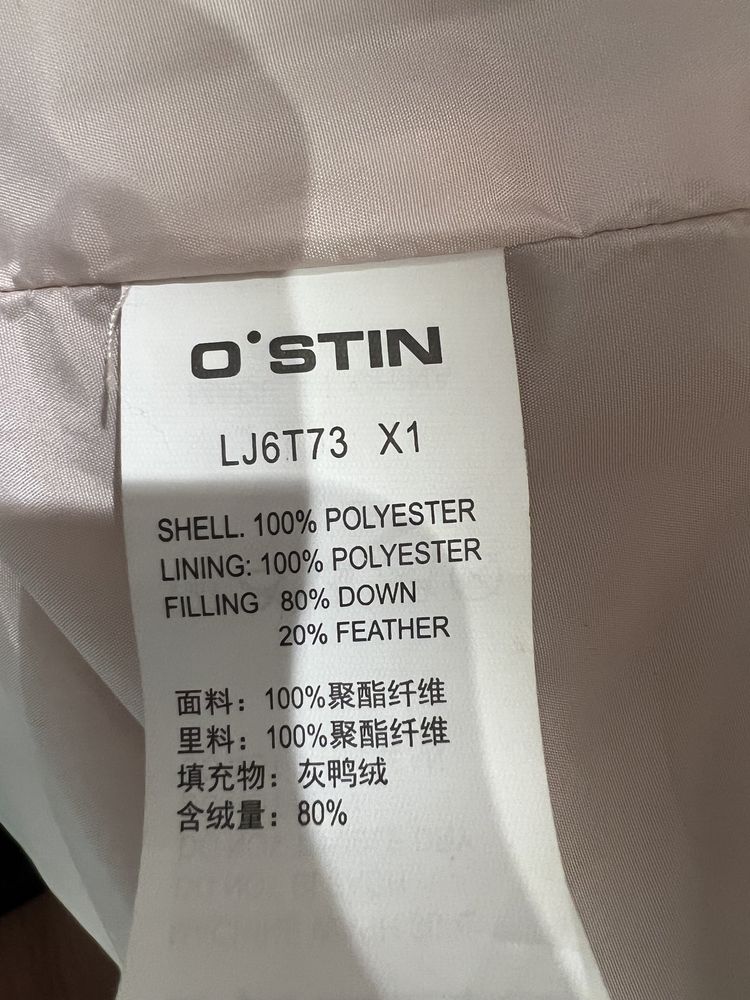 O'STIN
LJ6T73 X1
SHELL. 100% POLYESTER
LINING: 100% POLYESTER
FILLING 80% DOWN
20% FEATHER
面料：100%聚酯纤维
里料：100%聚酯纤维
填充物：灰鸭绒
含绒量：80%